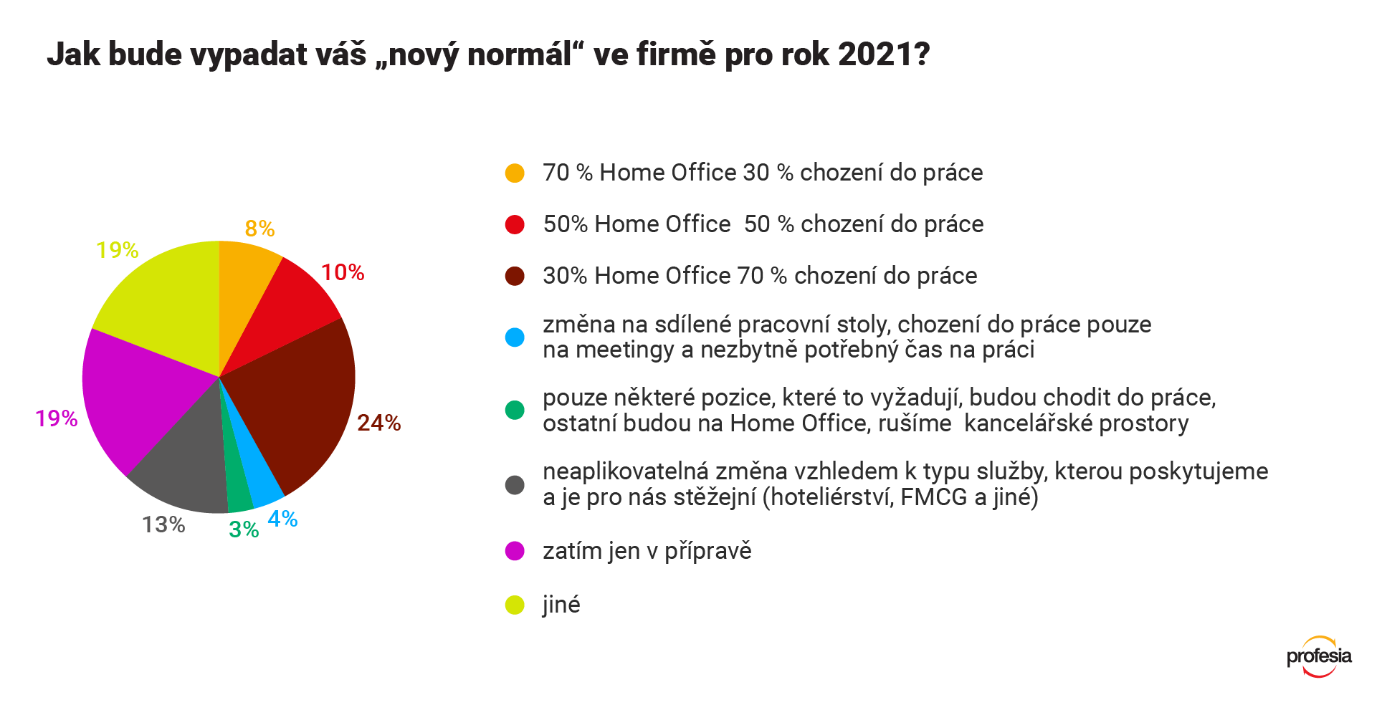 Jak bude vypadat váš „nový normál“ ve firmě pro rok 2021?
8%
19%
10%
19%
24%
13%
3%
4%
70 % Home Office 30 % chození do práce
50% Home Office  50 % chození do práce
30% Home Office 70 % chození do práce
změna na sdílené pracovní stoly, chození do práce pouze
na meetingy a nezbytně potřebný čas na práci
pouze některé pozice, které to vyžadují, budou chodit do práce,
ostatní budou na Home Office, rušíme  kancelářské prostory
neaplikovatelná změna vzhledem k typu služby, kterou poskytujeme
a je pro nás stěžejní (hoteliérství, FMCG a jiné)
zatím jen v přípravě
jiné
profesia